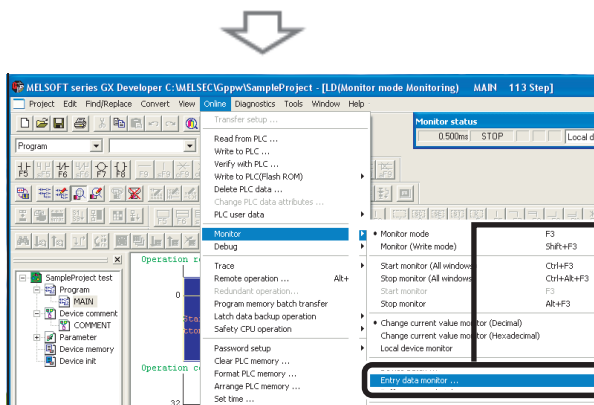 MELSOFT series GX Developer C:\MELSEC\Gppw\SampleProject - [LD(Monitor mode Monitoring) MAIN 113 Step]
Project Edit Find/Replace Convert View Online Diagnostics Tools Window Help
Transfer setup ...
Monitor status
0.500ms STOP Local d
Program
Read from PLC ...
Write to PLC ...
Verify with PLC ...
Write to PLC(Flash ROM)
Delete PLC data ...
Change PLC data attributes ...
PLC user data
F5 F6 F7 F8 F9
Monitor
Debug
Trace
Remote operation ... Alt+
Redundant operation...
Program memory batch transfer
Latch data backup operation
Safety CPU operation
Password setup
Clear PLC memory ...
Format PLC memory ...
Arrange PLC memory ...
Set time ...
Monitor mode F3
Monitor (Write mode) Shift+F3
Start monitor (All windows Ctrl+F3
Stop monitor (All windows Ctrl+Alt+F3
Start monitor F3
Stop monitor Alt+F3
Change current value monitor (Decimal)
Change current value monitor (Hexadecimal)
Local device monitor
Entry data monitor ...
SampleProject test
Program
MAIN
Device comment
COMMENT
Parameter
Device memory
Device init
Operation r
0
Operation c
32